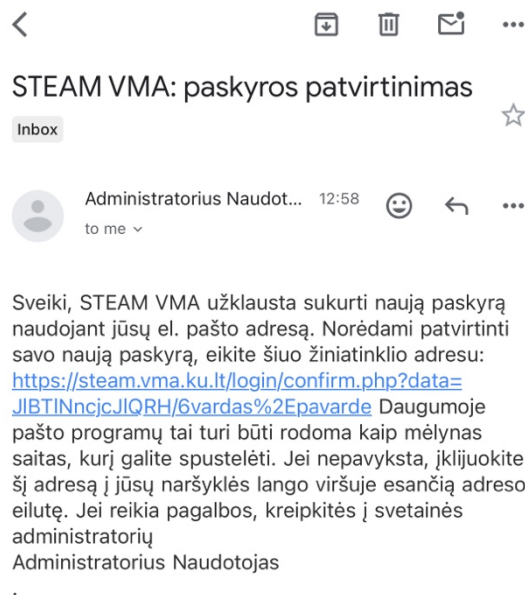 STEAM VMA: paskyros patvirtinimas
Inbox
Administratorius Naudot... 12:58
to me
Sveiki, STEAM VMA užklausta sukurti naują paskyrą
naudojant jūsų el. pašto adresą. Norėdami patvirtinti
savo naują paskyrą, eikite šiuo žiniatinklio adresu:
https://steam.vma.ku.lt/login/confirm.php?data=
JIBTINncjcJIQRH/6vardas%2Epavarde Daugumoje
pašto programų tai turi būti rodoma kaip mėlynas
saitas, kurį galite spustelėti. Jei nepavyksta, įklijuokite
šį adresą į jūsų naršyklės lango viršuje esančią adreso
eilutę. Jei reikia pagalbos, kreipkitės į svetainės
administratorių
Administratorius Naudotojas
.